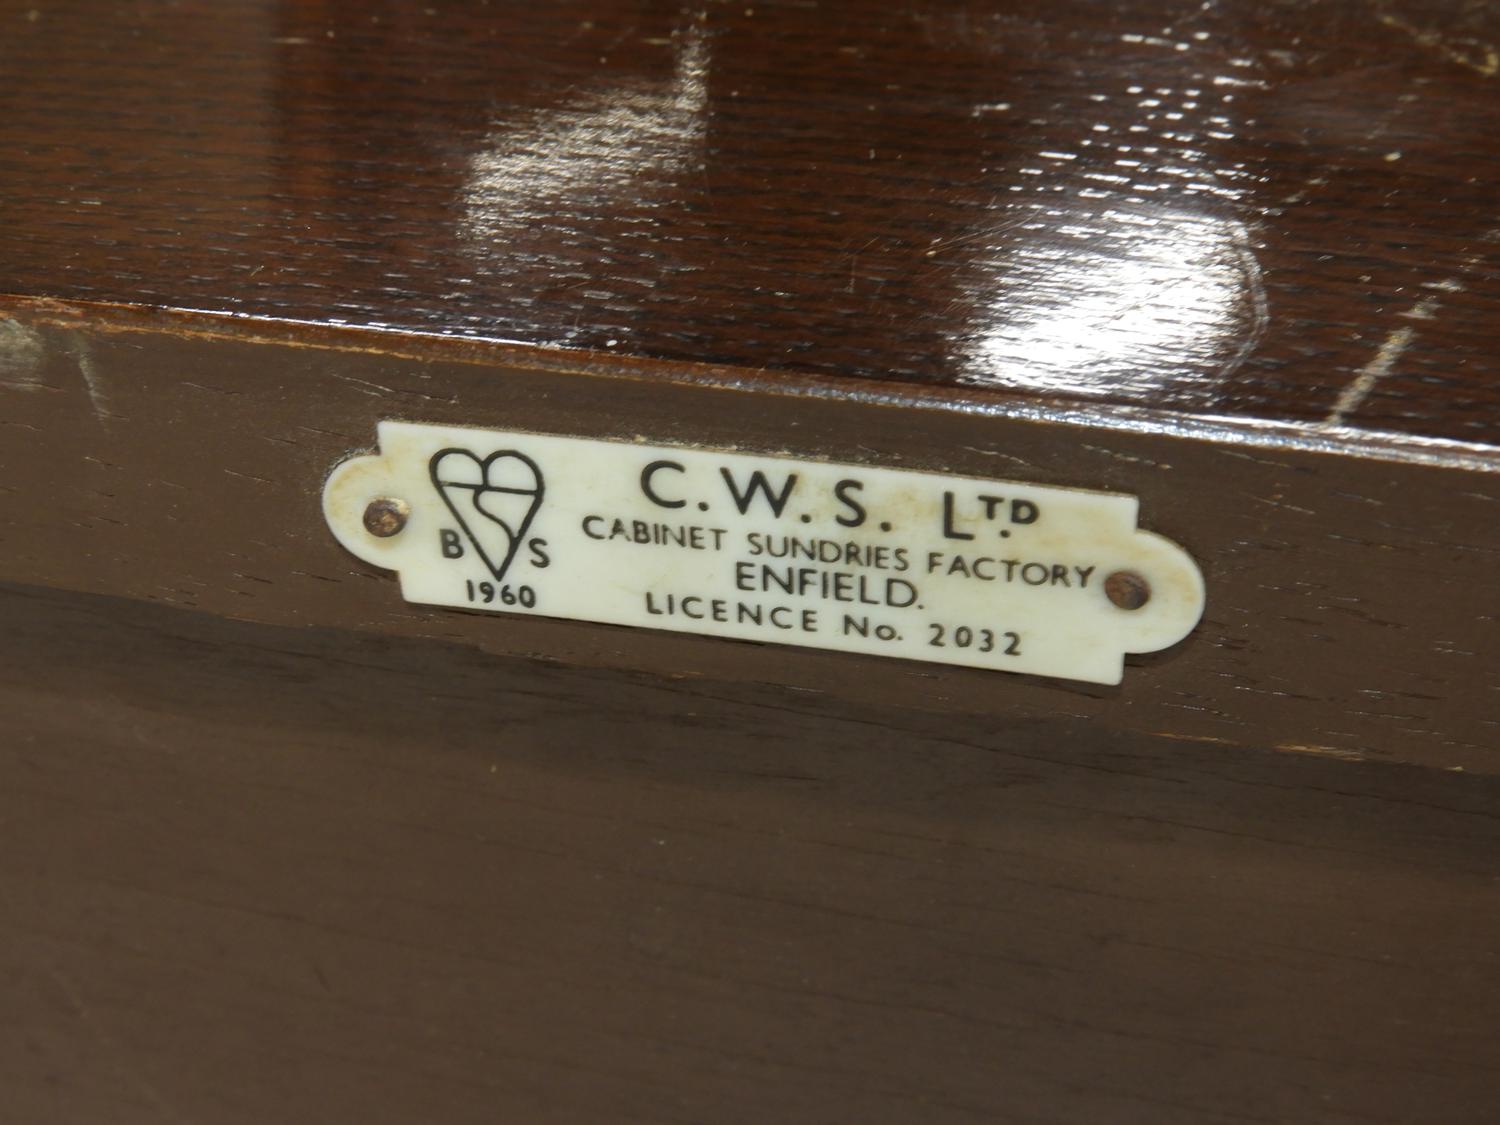 C.W.S. LTD.
CABINET SUNDRIES FACTORY
ENFIELD.
LICENCE No. 2032
B S
1960